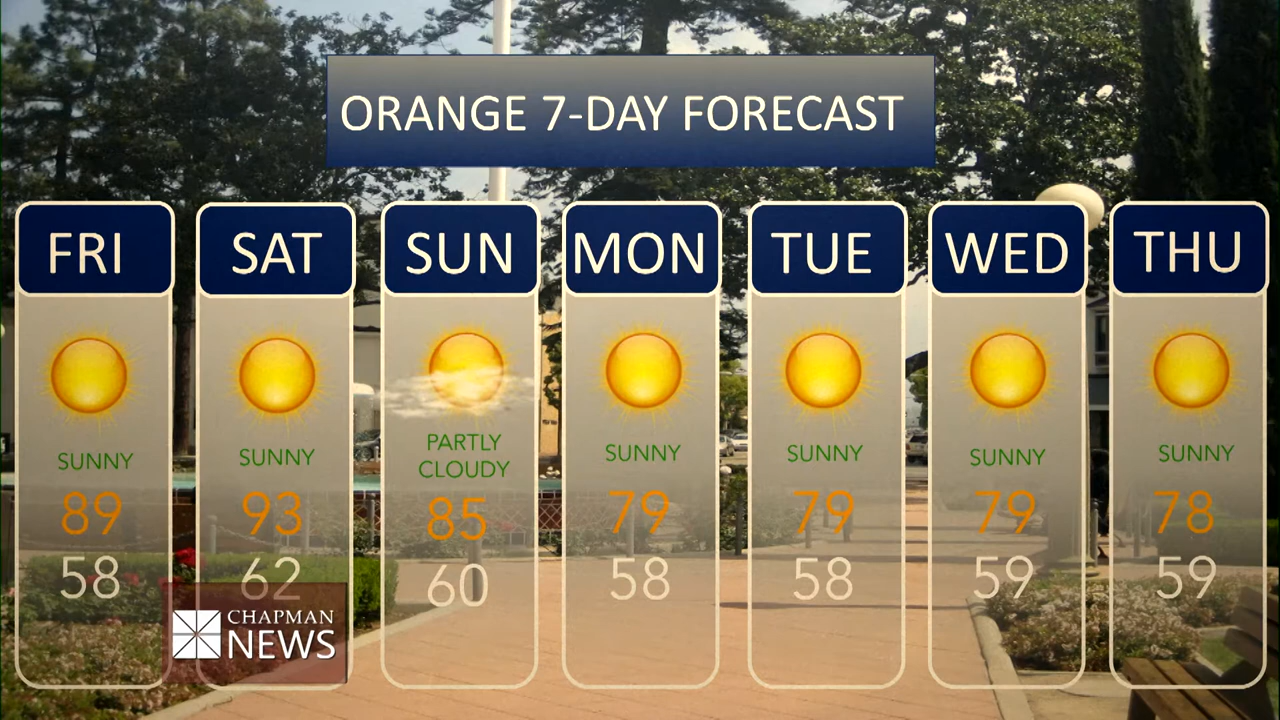 ORANGE 7-DAY FORECAST
FRI
SAT
SUN
MON
TUE
WED
THU
SUNNY
SUNNY
PARTLY
CLOUDY
SUNNY
SUNNY
SUNNY
SUNNY
89
93
85
79
79
79
78
58
62
60
58
58
59
59
CHAPMAN
NEWS